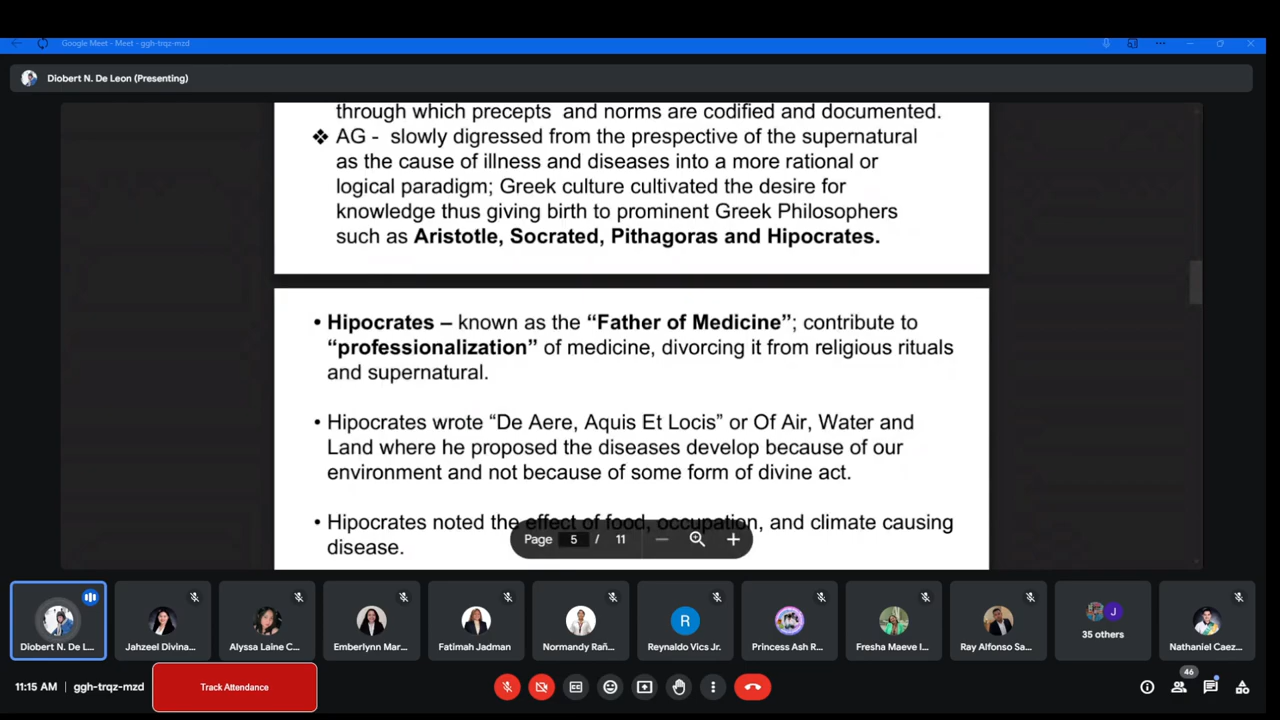 Google Meet - Meet - ggh-trqz-mzd
Diobert N. De Leon (Presenting)
through which precepts and norms are codified and documented.
❖ AG - slowly digressed from the prespective of the supernatural
as the cause of illness and diseases into a more rational or
logical paradigm; Greek culture cultivated the desire for
knowledge thus giving birth to prominent Greek Philosophers
such as Aristotle, Socrated, Pithagoras and Hipocrates.
• Hipocrates – known as the “Father of Medicine”; contribute to
“professionalization” of medicine, divorcing it from religious rituals
and supernatural.
• Hipocrates wrote “De Aere, Aquis Et Locis” or Of Air, Water and
Land where he proposed the diseases develop because of our
environment and not because of some form of divine act.
• Hipocrates noted the effect of food, occupation, and climate causing
disease.
Page 5 / 11
Diobert N. De L...
Jahzeel Divina...
Alyssa Laine C...
Emberlynn Mar...
Fatimah Jadman
Normandy Rañ...
R
Reynaldo Vics Jr.
Princess Ash R...
Fresha Maeve I...
Ray Alfonso Sa...
J
35 others
Nathaniel Caez...
11:15 AM | ggh-trqz-mzd
Track Attendance
46